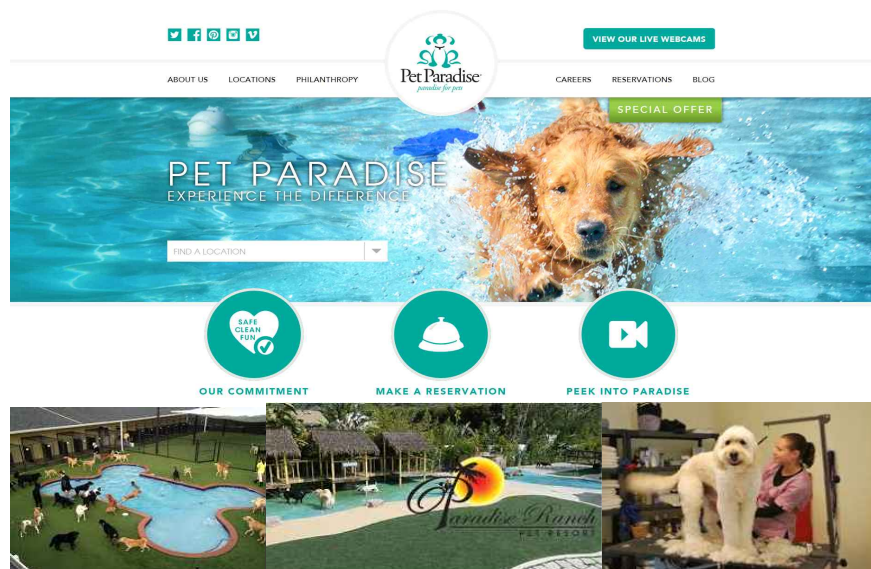 VIEW OUR LIVE WEBCAMS
Pet Paradise
paradise for pets
ABOUT US LOCATIONS PHILANTHROPY CAREERS RESERVATIONS BLOG
SPECIAL OFFER
PET PARADISE
EXPERIENCE THE DIFFERENCE
FIND A LOCATION
SAFE
CLEAN
FUN
OUR COMMITMENT MAKE A RESERVATION PEEK INTO PARADISE
Paradise Ranch
PET RESORT